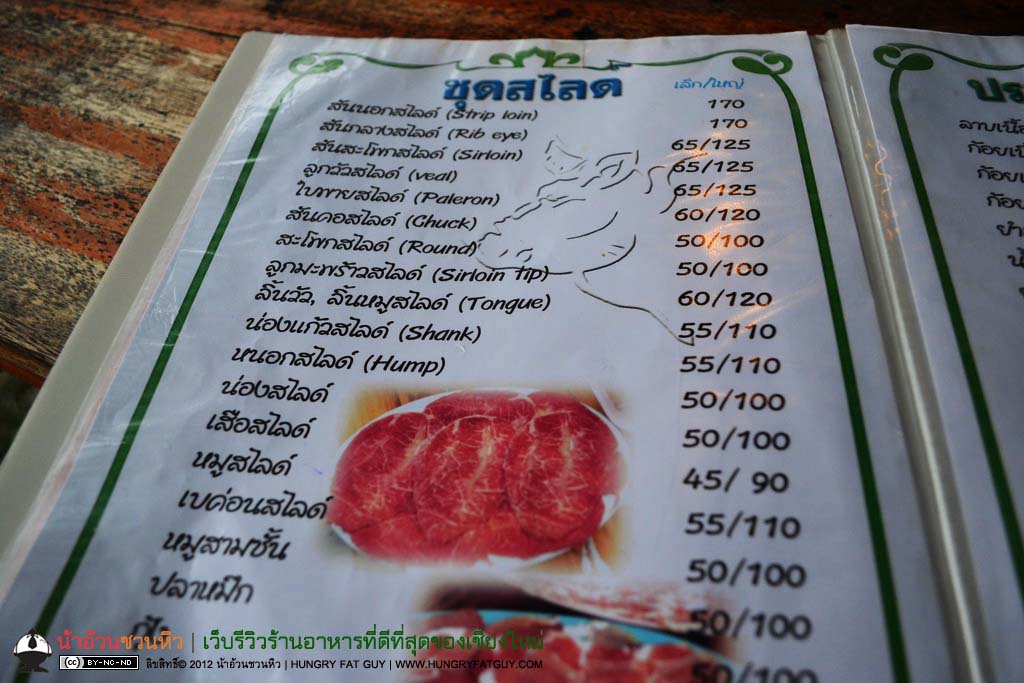 ชุดสไลด์
เล็ก/ใหญ่
สันนอกสไลด์ (Strip loin) 170
สันกลางสไลด์ (Rib eye) 170
สันสะโพกสไลด์ (Sirloin) 65/125
ลูกวัวสไลด์ (veal) 65/125
ใบพายสไลด์ (Paleron) 65/125
สันคอสไลด์ (Chuck) 60/120
สะโพกสไลด์ (Round) 50/100
ลูกมะพร้าวสไลด์ (Sirloin tip) 50/100
ลิ้นวัว, ลิ้นหมูสไลด์ (Tongue) 60/120
น่องแก้วสไลด์ (Shank) 55/110
หนอกสไลด์ (Hump) 55/110
น่องสไลด์ 50/100
เสือสไลด์ 50/100
หมูสไลด์ 45/ 90
เบค่อนสไลด์ 55/110
หมูสามชั้น 50/100
ปลาหมึก 50/100
50/100
น้าอ้วนชวนหิว | เว็บรีวิวร้านอาหารที่ดีที่สุดของเชียงใหม่
(cc) BY-NC-ND ลิขสิทธิ์© 2012 น้าอ้วนชวนหิว | HUNGRY FAT GUY | WWW.HUNGRYFATGUY.COM